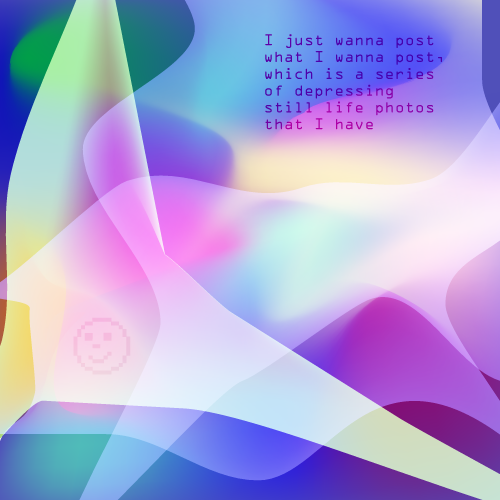 I just wanna post
what I wanna post,
which is a series
of depressing
still life photos
that I have